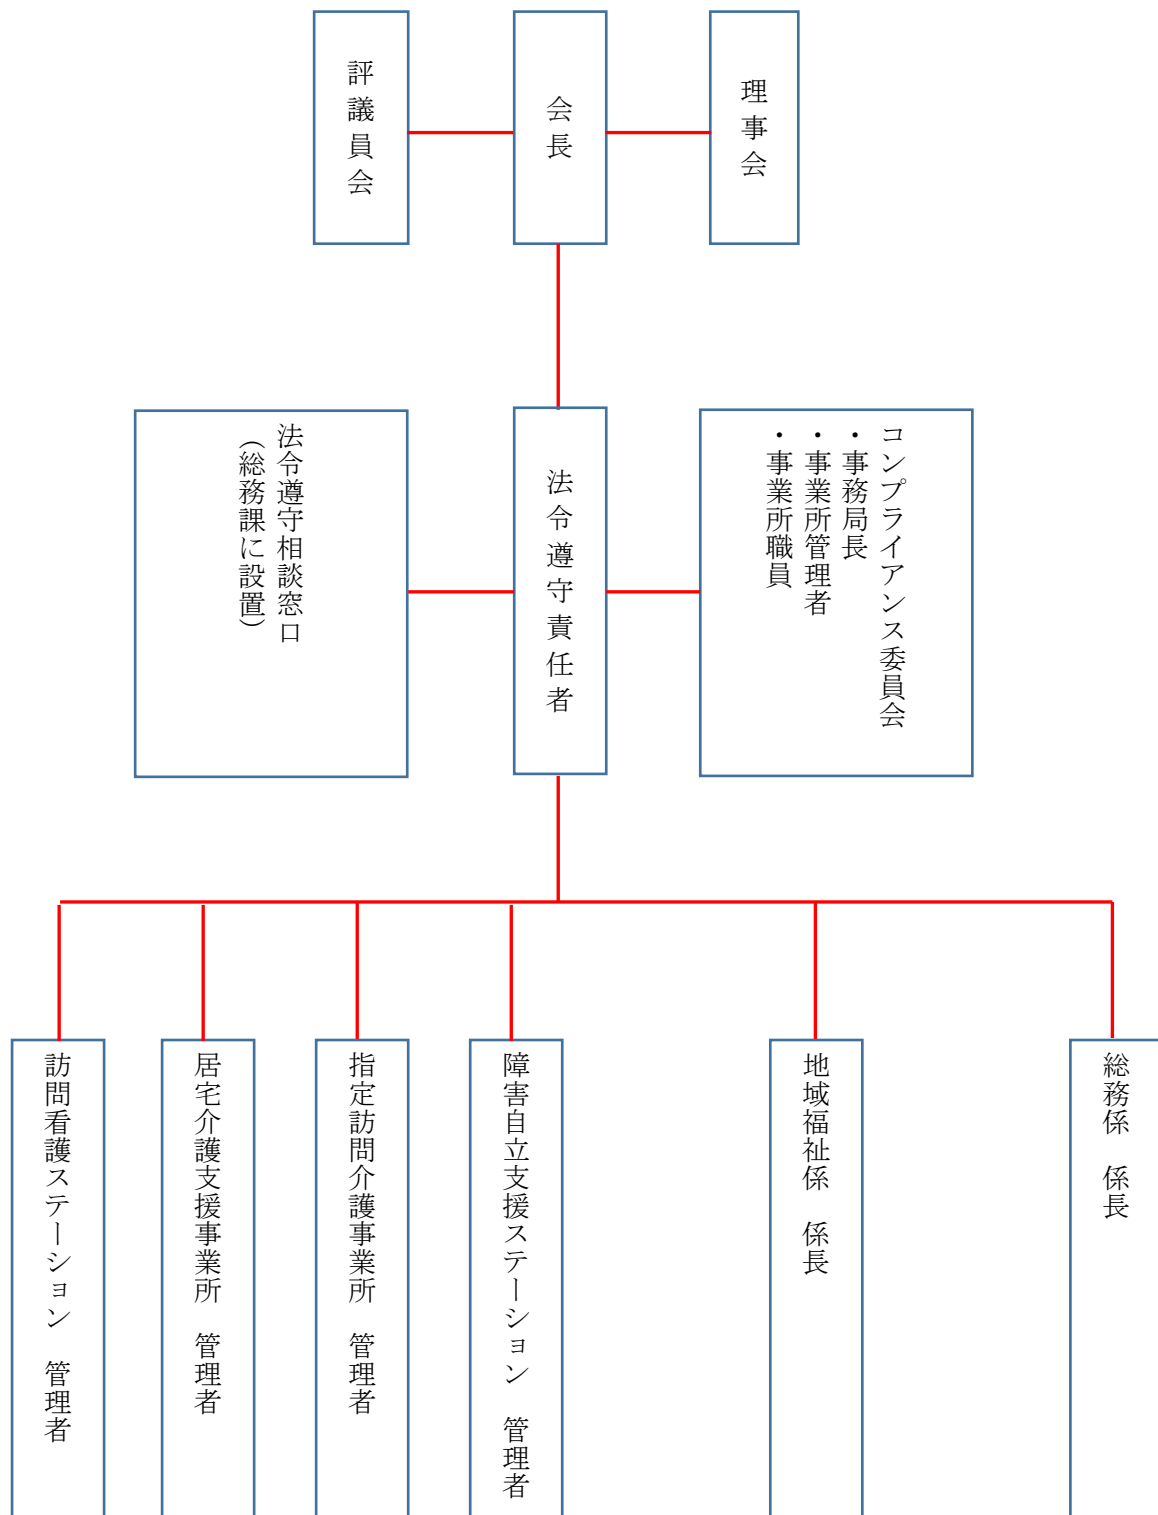 理事会
会長
評議員会
コンプライアンス委員会
・事務局長
・事業所管理者
・事業所職員
法令遵守責任者
法令遵守相談窓口
（総務課に設置）
総務係　係長
地域福祉係　係長
障害自立支援ステーション　管理者
指定訪問介護事業所　管理者
居宅介護支援事業所　管理者
訪問看護ステーション　管理者